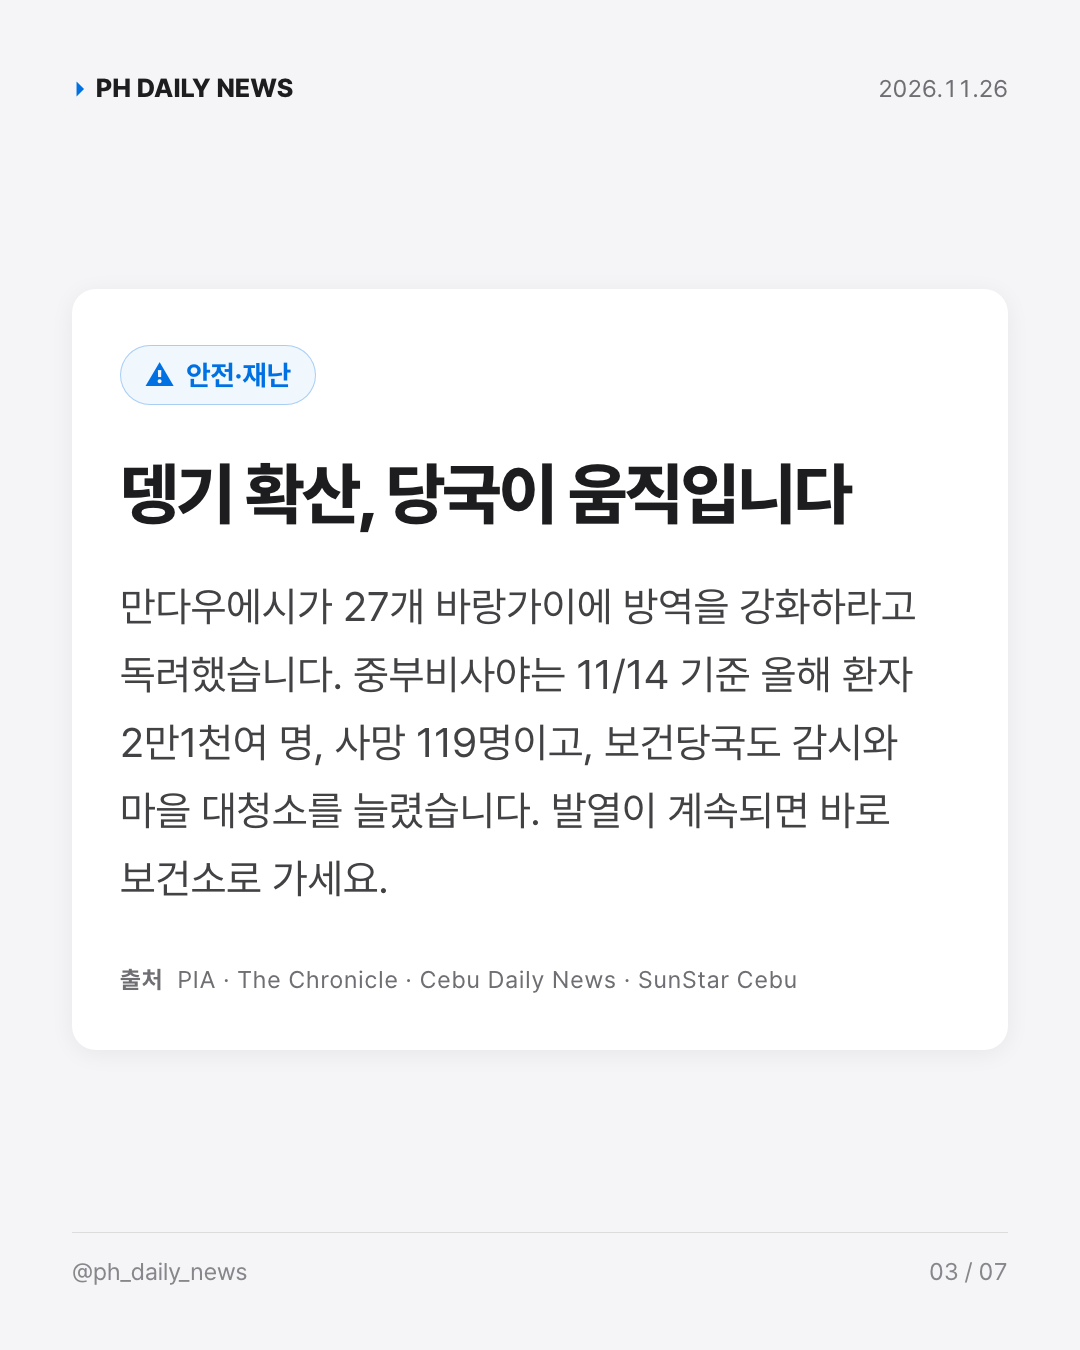 PH DAILY NEWS
2026.11.26
안전·재난
뎅기 확산, 당국이 움직입니다
만다우에시가 27개 바랑가이에 방역을 강화하라고
독려했습니다. 중부비사야는 11/14 기준 올해 환자
2만1천여 명, 사망 119명이고, 보건당국도 감시와
마을 대청소를 늘렸습니다. 발열이 계속되면 바로
보건소로 가세요.
출처 PIA · The Chronicle · Cebu Daily News · SunStar Cebu
@ph_daily_news
03 / 07